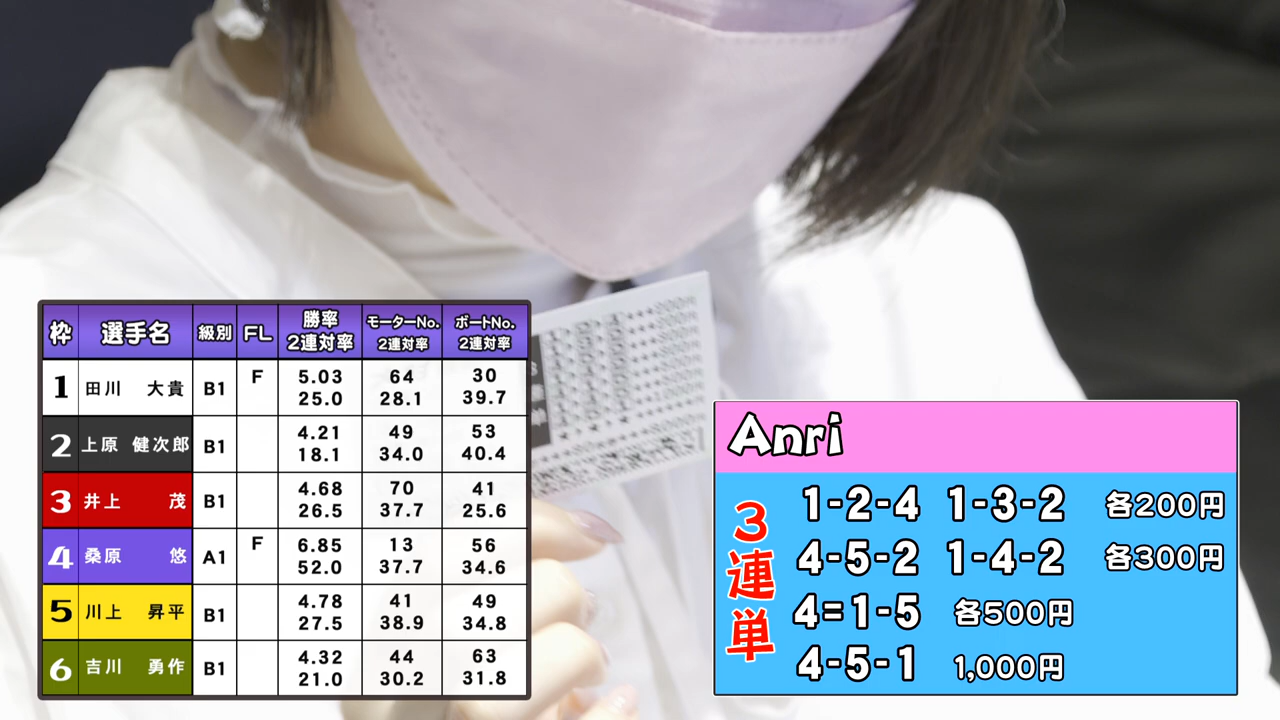 枠 選手名 級別 FL 勝率 2連対率 モーターNo. 2連対率 ボートNo. 2連対率
1 田川 大貴 B1 F 5.03 25.0 64 28.1 30 39.7
2 上原 健次郎 B1 4.21 18.1 49 34.0 53 40.4
3 井上 茂 B1 4.68 26.5 70 37.7 41 25.6
4 桑原 悠 A1 F 6.85 52.0 13 37.7 56 34.6
5 川上 昇平 B1 4.78 27.5 41 38.9 49 34.8
6 吉川 勇作 B1 4.32 21.0 44 30.2 63 31.8
Anri
3連単
1-2-4 1-3-2 各200円
4-5-2 1-4-2 各300円
4=1-5 各500円
4-5-1 1,000円